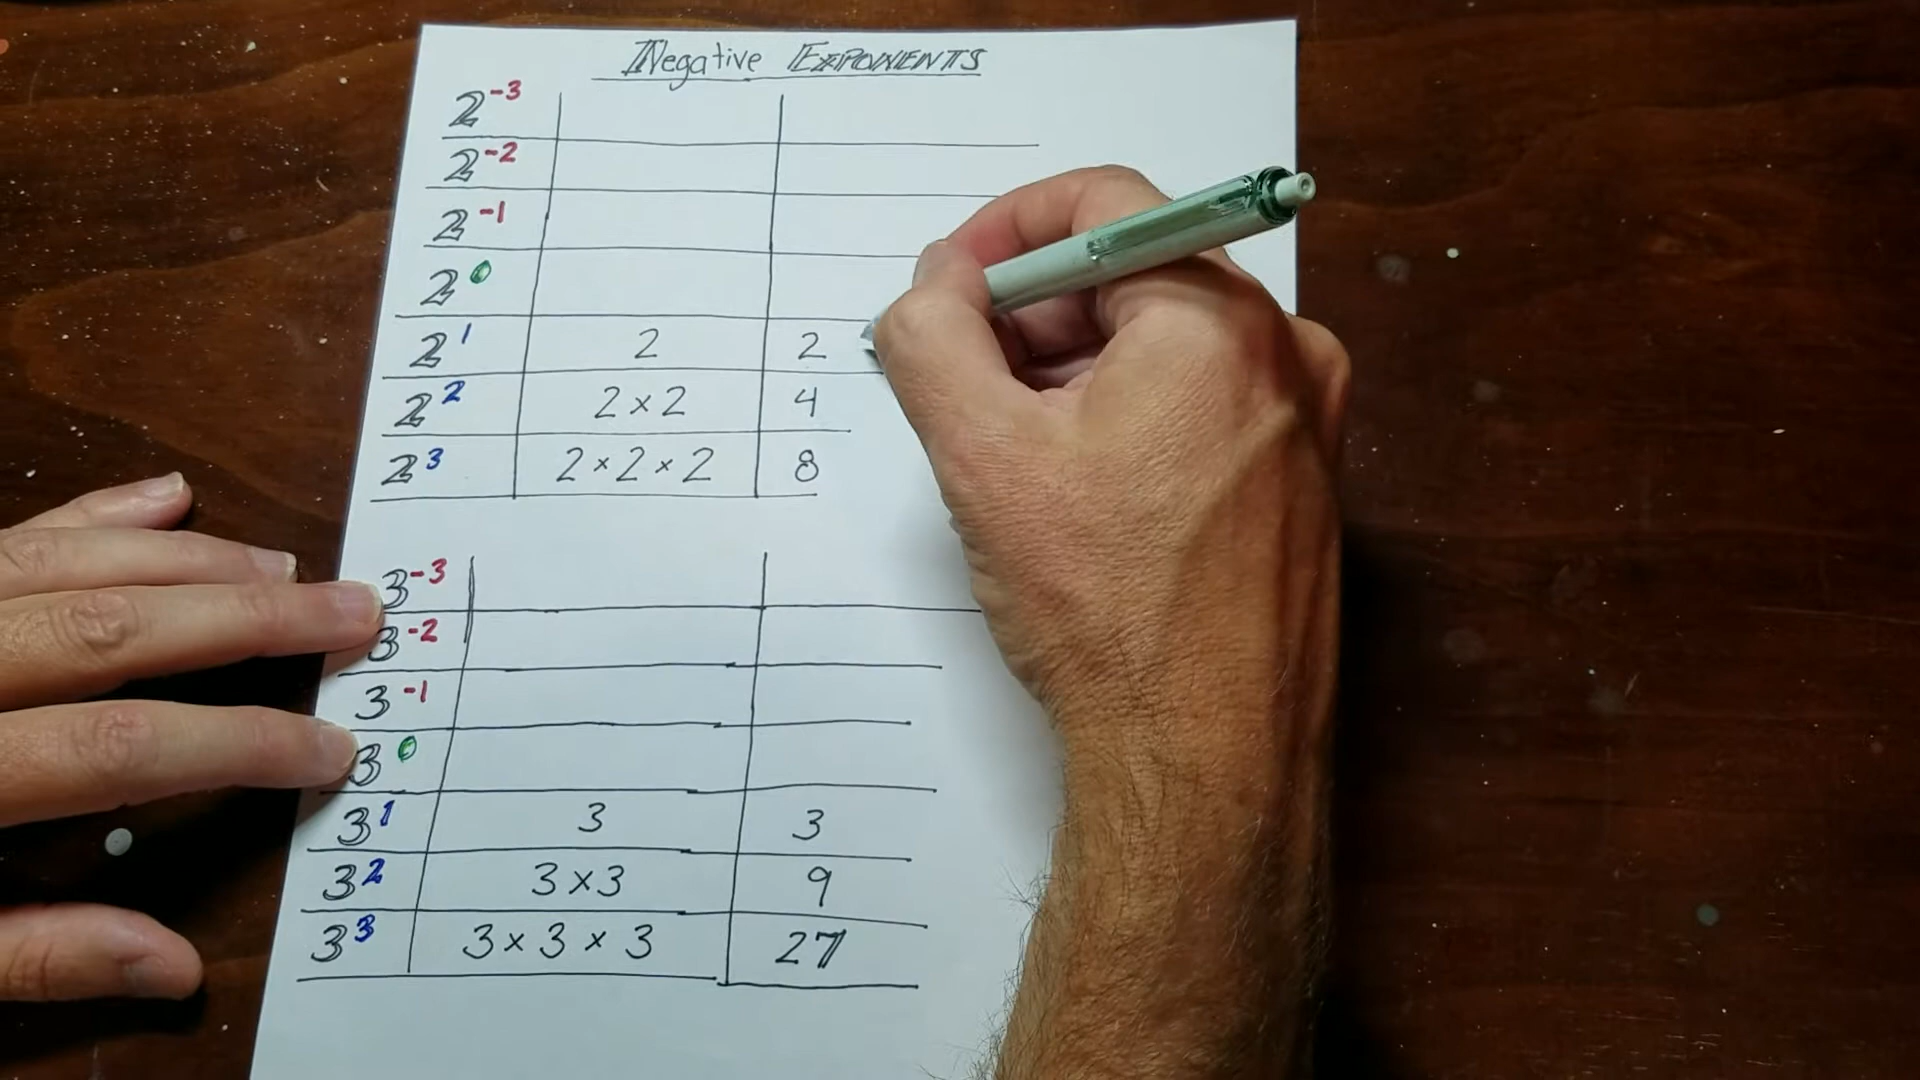 Negative EXPONENTS
2⁻³
2⁻²
2⁻¹
2⁰
2¹ 2 2
2² 2×2 4
2³ 2×2×2 8
3⁻³
3⁻²
3⁻¹
3⁰
3¹ 3 3
3² 3×3 9
3³ 3×3×3 27